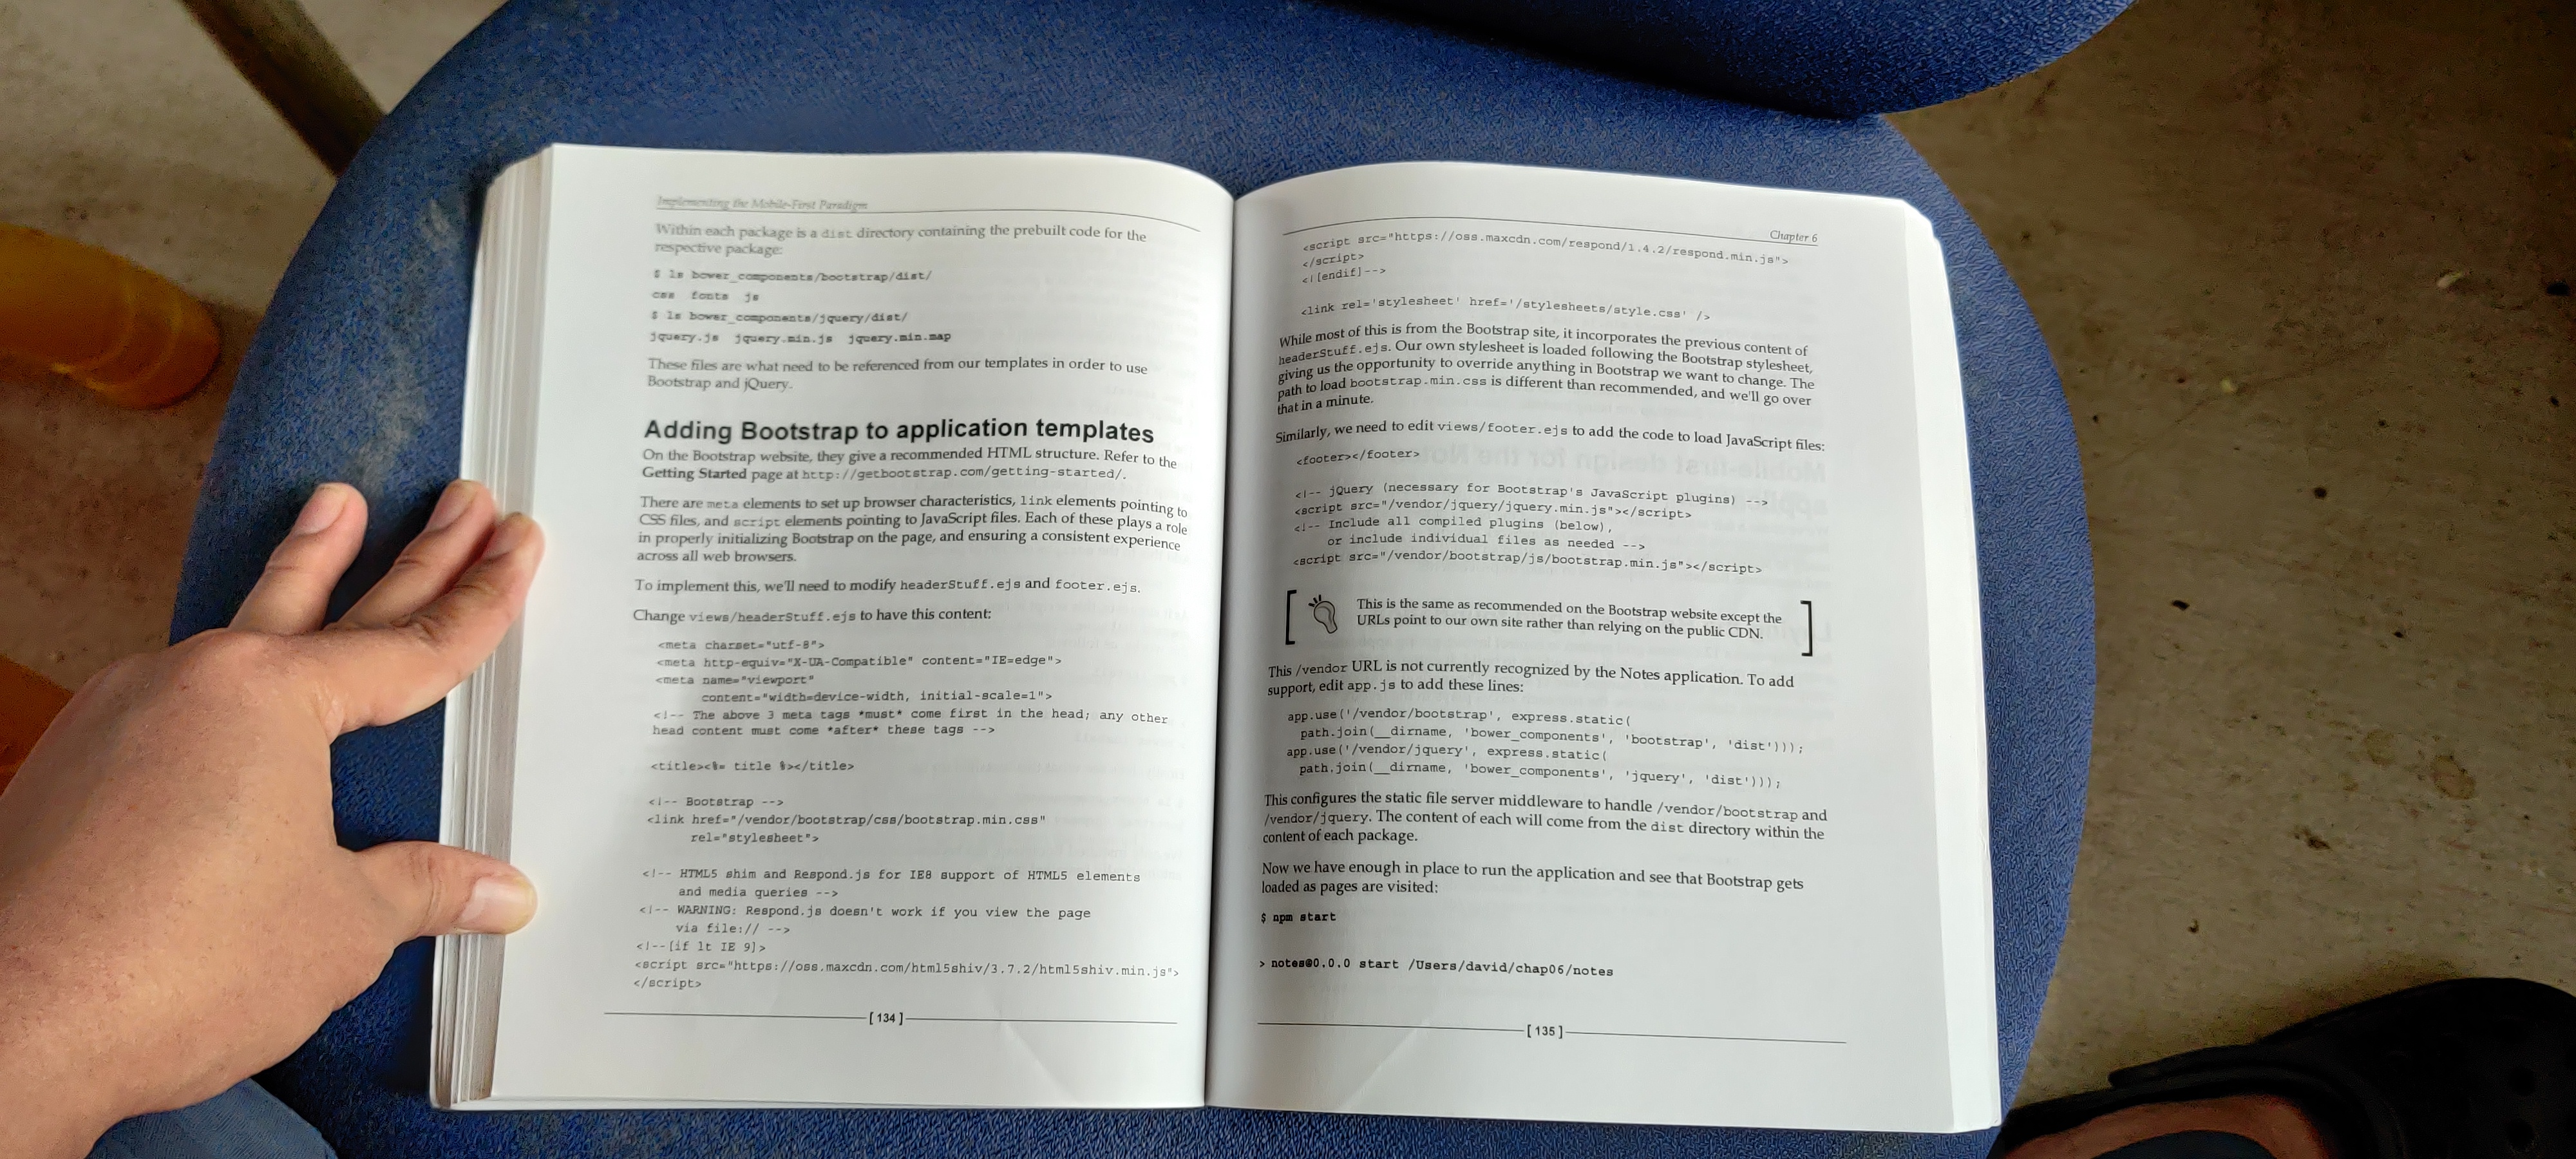 Implementing the Mobile-First Paradigm
Within each package is a dist directory containing the prebuilt code for the
respective package:
$ ls bower_components/bootstrap/dist/
css fonts js
$ ls bower_components/jquery/dist/
jquery.js jquery.min.js jquery.min.map
These files are what need to be referenced from our templates in order to use
Bootstrap and jQuery.
Adding Bootstrap to application templates
On the Bootstrap website, they give a recommended HTML structure. Refer to the
Getting Started page at http://getbootstrap.com/getting-started/.
There are meta elements to set up browser characteristics, link elements pointing to
CSS files, and script elements pointing to JavaScript files. Each of these plays a role
in properly initializing Bootstrap on the page, and ensuring a consistent experience
across all web browsers.
To implement this, we'll need to modify headerStuff.ejs and footer.ejs.
Change views/headerStuff.ejs to have this content:
<meta charset="utf-8">
<meta http-equiv="X-UA-Compatible" content="IE=edge">
<meta name="viewport"
content="width=device-width, initial-scale=1">
<!-- The above 3 meta tags *must* come first in the head; any other
head content must come *after* these tags -->
<title><%= title %></title>
<!-- Bootstrap -->
<link href="/vendor/bootstrap/css/bootstrap.min.css"
rel="stylesheet">
<!-- HTML5 shim and Respond.js for IE8 support of HTML5 elements
and media queries -->
<!-- WARNING: Respond.js doesn't work if you view the page
via file:// -->
<!--[if lt IE 9]>
<script src="https://oss.maxcdn.com/html5shiv/3.7.2/html5shiv.min.js">
</script>
[ 134 ]
Chapter 6
<script src="https://oss.maxcdn.com/respond/1.4.2/respond.min.js">
</script>
<![endif]-->
<link rel='stylesheet' href='/stylesheets/style.css' />
While most of this is from the Bootstrap site, it incorporates the previous content of
headerStuff.ejs. Our own stylesheet is loaded following the Bootstrap stylesheet,
giving us the opportunity to override anything in Bootstrap we want to change. The
path to load bootstrap.min.css is different than recommended, and we'll go over
that in a minute.
Similarly, we need to edit views/footer.ejs to add the code to load JavaScript files:
<footer></footer>
<!-- jQuery (necessary for Bootstrap's JavaScript plugins) -->
<script src="/vendor/jquery/jquery.min.js"></script>
<!-- Include all compiled plugins (below),
or include individual files as needed -->
<script src="/vendor/bootstrap/js/bootstrap.min.js"></script>
This is the same as recommended on the Bootstrap website except the
URLs point to our own site rather than relying on the public CDN.
This /vendor URL is not currently recognized by the Notes application. To add
support, edit app.js to add these lines:
app.use('/vendor/bootstrap', express.static(
path.join(__dirname, 'bower_components', 'bootstrap', 'dist')));
app.use('/vendor/jquery', express.static(
path.join(__dirname, 'bower_components', 'jquery', 'dist')));
This configures the static file server middleware to handle /vendor/bootstrap and
/vendor/jquery. The content of each will come from the dist directory within the
content of each package.
Now we have enough in place to run the application and see that Bootstrap gets
loaded as pages are visited:
$ npm start
> notes@0.0.0 start /Users/david/chap06/notes
[ 135 ]